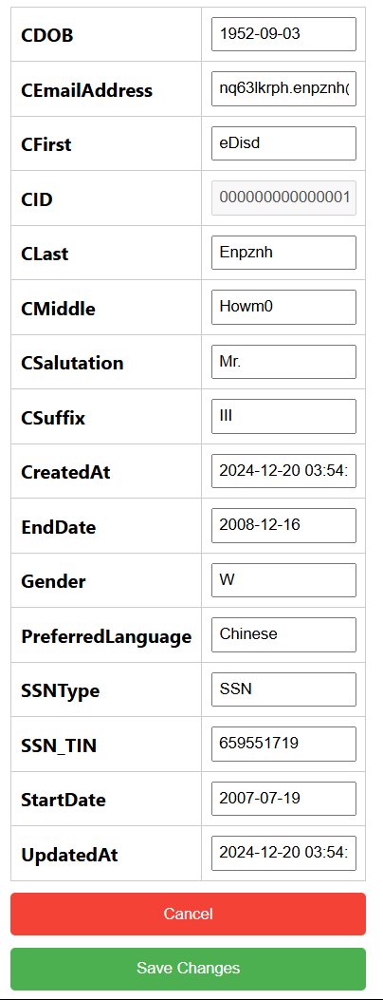 CDOB 1952-09-03
CEmailAddress nq63lkrph.enpznh(
CFirst eDisd
CID 000000000000001
CLast Enpznh
CMiddle Howm0
CSalutation Mr.
CSuffix III
CreatedAt 2024-12-20 03:54:
EndDate 2008-12-16
Gender W
PreferredLanguage Chinese
SSNType SSN
SSN_TIN 659551719
StartDate 2007-07-19
UpdatedAt 2024-12-20 03:54:
Cancel
Save Changes